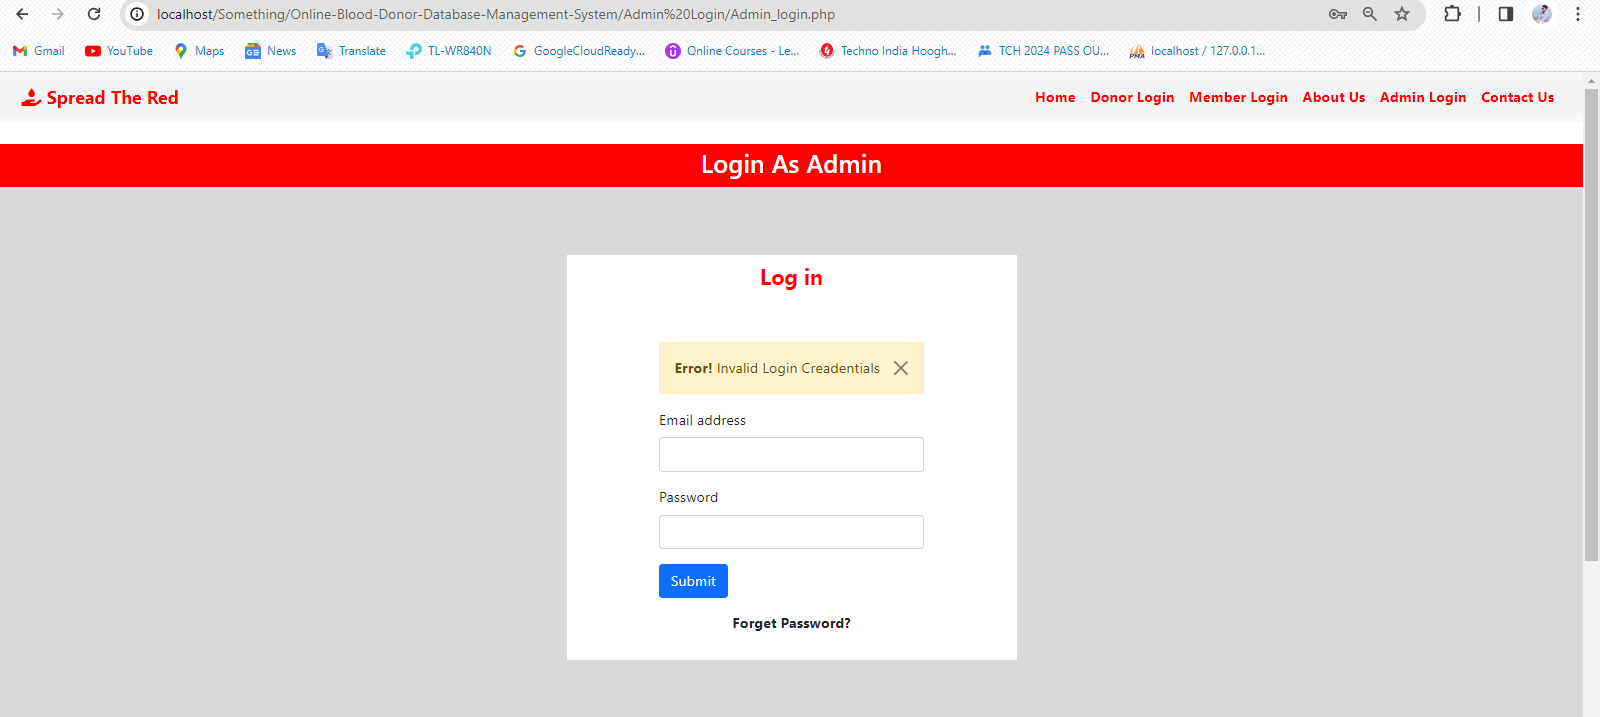 localhost/Something/Online-Blood-Donor-Database-Management-System/Admin%20Login/Admin_login.php
Gmail YouTube Maps News Translate TL-WR840N GoogleCloudReady... Online Courses - Le... Techno India Hoogh... TCH 2024 PASS OU... PMA localhost / 127.0.0.1...
Spread The Red Home Donor Login Member Login About Us Admin Login Contact Us
Login As Admin
Log in
Error! Invalid Login Creadentials
Email address
Password
Submit
Forget Password?